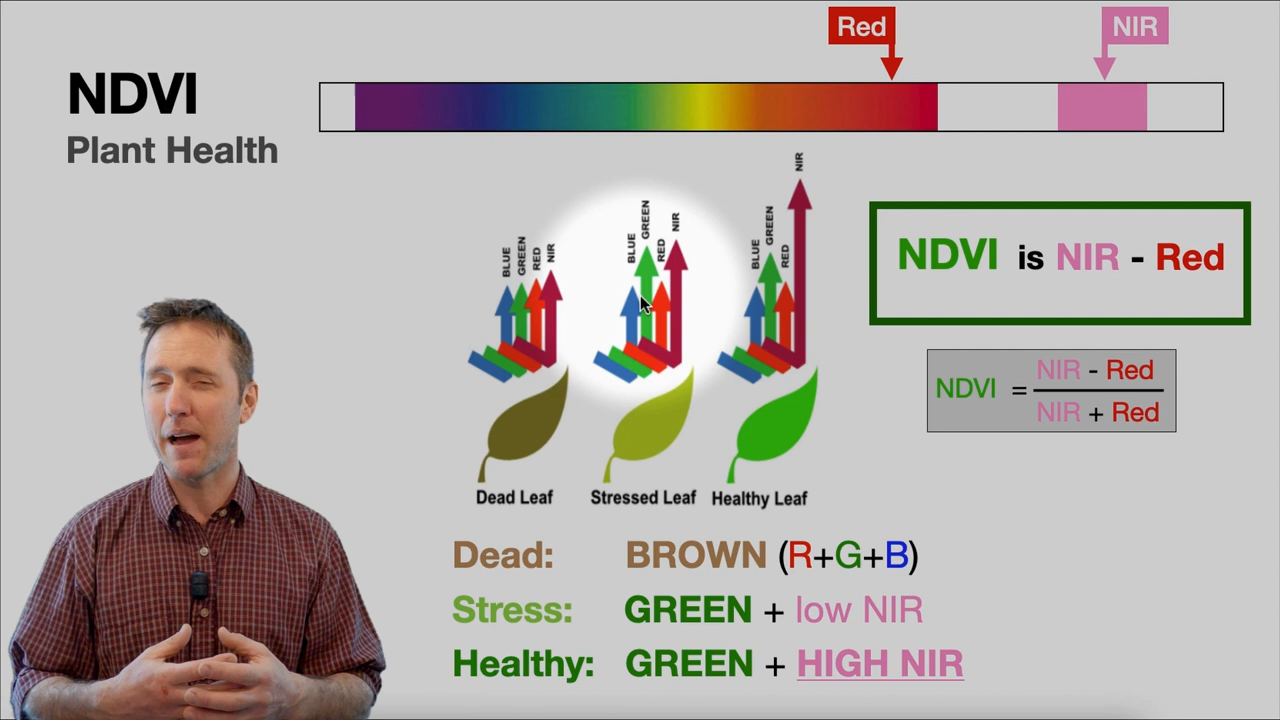 Red
NIR
NDVI
Plant Health
BLUE GREEN RED NIR
BLUE GREEN RED NIR
BLUE GREEN RED NIR
NDVI is NIR - Red
NDVI = NIR - Red
NIR + Red
Dead Leaf
Stressed Leaf
Healthy Leaf
Dead: BROWN (R+G+B)
Stress: GREEN + low NIR
Healthy: GREEN + HIGH NIR